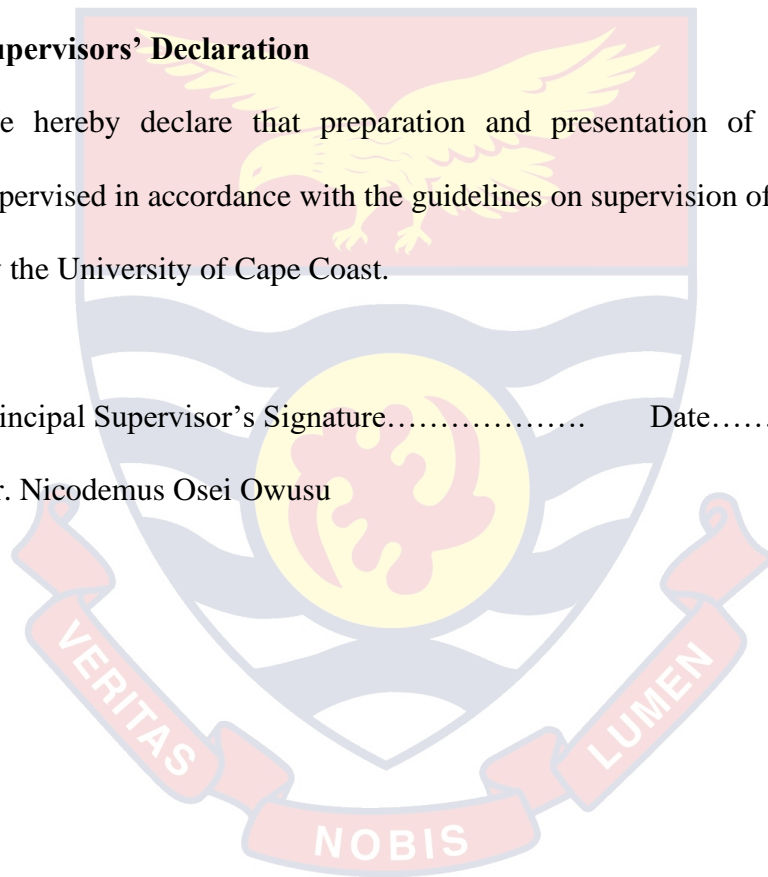 upervisors’ Declaration
e hereby declare that preparation and presentation of
pervised in accordance with the guidelines on supervision of
the University of Cape Coast.
incipal Supervisor’s Signature………………. Date……
r. Nicodemus Osei Owusu
VERITAS
NOBIS
LUMEN